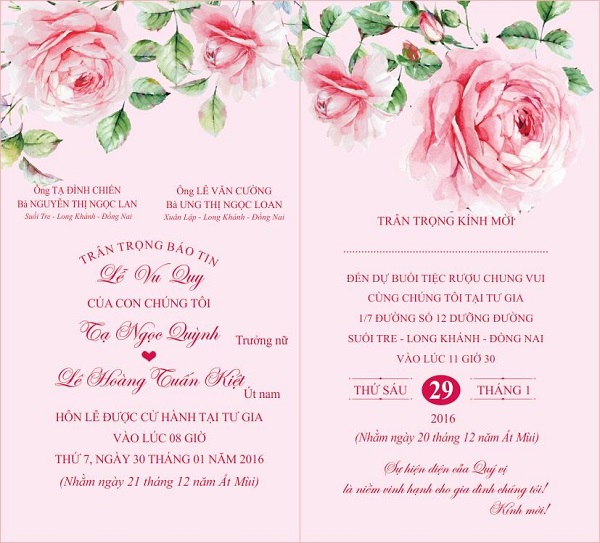 Ông TẠ ĐÌNH CHIẾN
Bà NGUYỄN THỊ NGỌC LAN
Suối Tre - Long Khánh - Đồng Nai
Ông LÊ VĂN CƯỜNG
Bà UNG THỊ NGỌC LOAN
Xuân Lập - Long Khánh - Đồng Nai
TRÂN TRỌNG BÁO TIN
Lễ Vu Quy
CỦA CON CHÚNG TÔI
Tạ Ngọc Quỳnh Trưởng nữ
Lê Hoàng Tuấn Kiệt Út nam
HÔN LỄ ĐƯỢC CỬ HÀNH TẠI TƯ GIA
VÀO LÚC 08 GIỜ
THỨ 7, NGÀY 30 THÁNG 01 NĂM 2016
(Nhằm ngày 21 tháng 12 năm Ất Mùi)
TRÂN TRỌNG KÍNH MỜI
ĐẾN DỰ BUỔI TIỆC RƯỢU CHUNG VUI
CÙNG CHÚNG TÔI TẠI TƯ GIA
1/7 ĐƯỜNG SỐ 12 DƯỠNG ĐƯỜNG
SUỐI TRE - LONG KHÁNH - ĐỒNG NAI
VÀO LÚC 11 GIỜ 30
THỨ SÁU 29 THÁNG 1
2016
(Nhằm ngày 20 tháng 12 năm Ất Mùi)
Sự hiện diện của Quý vị
là niềm vinh hạnh cho gia đình chúng tôi!
Kính mời!